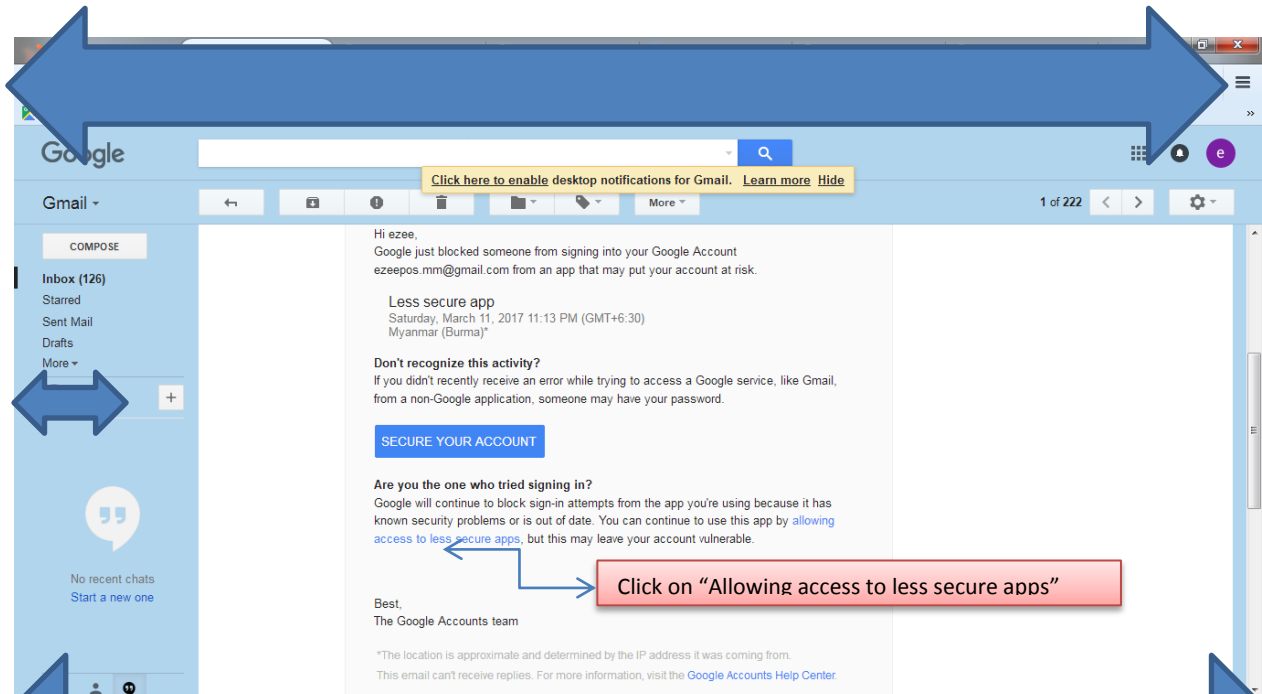 Google
Click here to enable desktop notifications for Gmail. Learn more Hide
Gmail
More
1 of 222
COMPOSE
Inbox (126)
Starred
Sent Mail
Drafts
More
No recent chats
Start a new one
e
Hi ezee,
Google just blocked someone from signing into your Google Account
ezeepos.mm@gmail.com from an app that may put your account at risk.
Less secure app
Saturday, March 11, 2017 11:13 PM (GMT+6:30)
Myanmar (Burma)*
Don't recognize this activity?
If you didn't recently receive an error while trying to access a Google service, like Gmail,
from a non-Google application, someone may have your password.
SECURE YOUR ACCOUNT
Are you the one who tried signing in?
Google will continue to block sign-in attempts from the app you're using because it has
known security problems or is out of date. You can continue to use this app by allowing
access to less secure apps, but this may leave your account vulnerable.
Click on “Allowing access to less secure apps”
Best,
The Google Accounts team
*The location is approximate and determined by the IP address it was coming from.
This email can't receive replies. For more information, visit the Google Accounts Help Center.